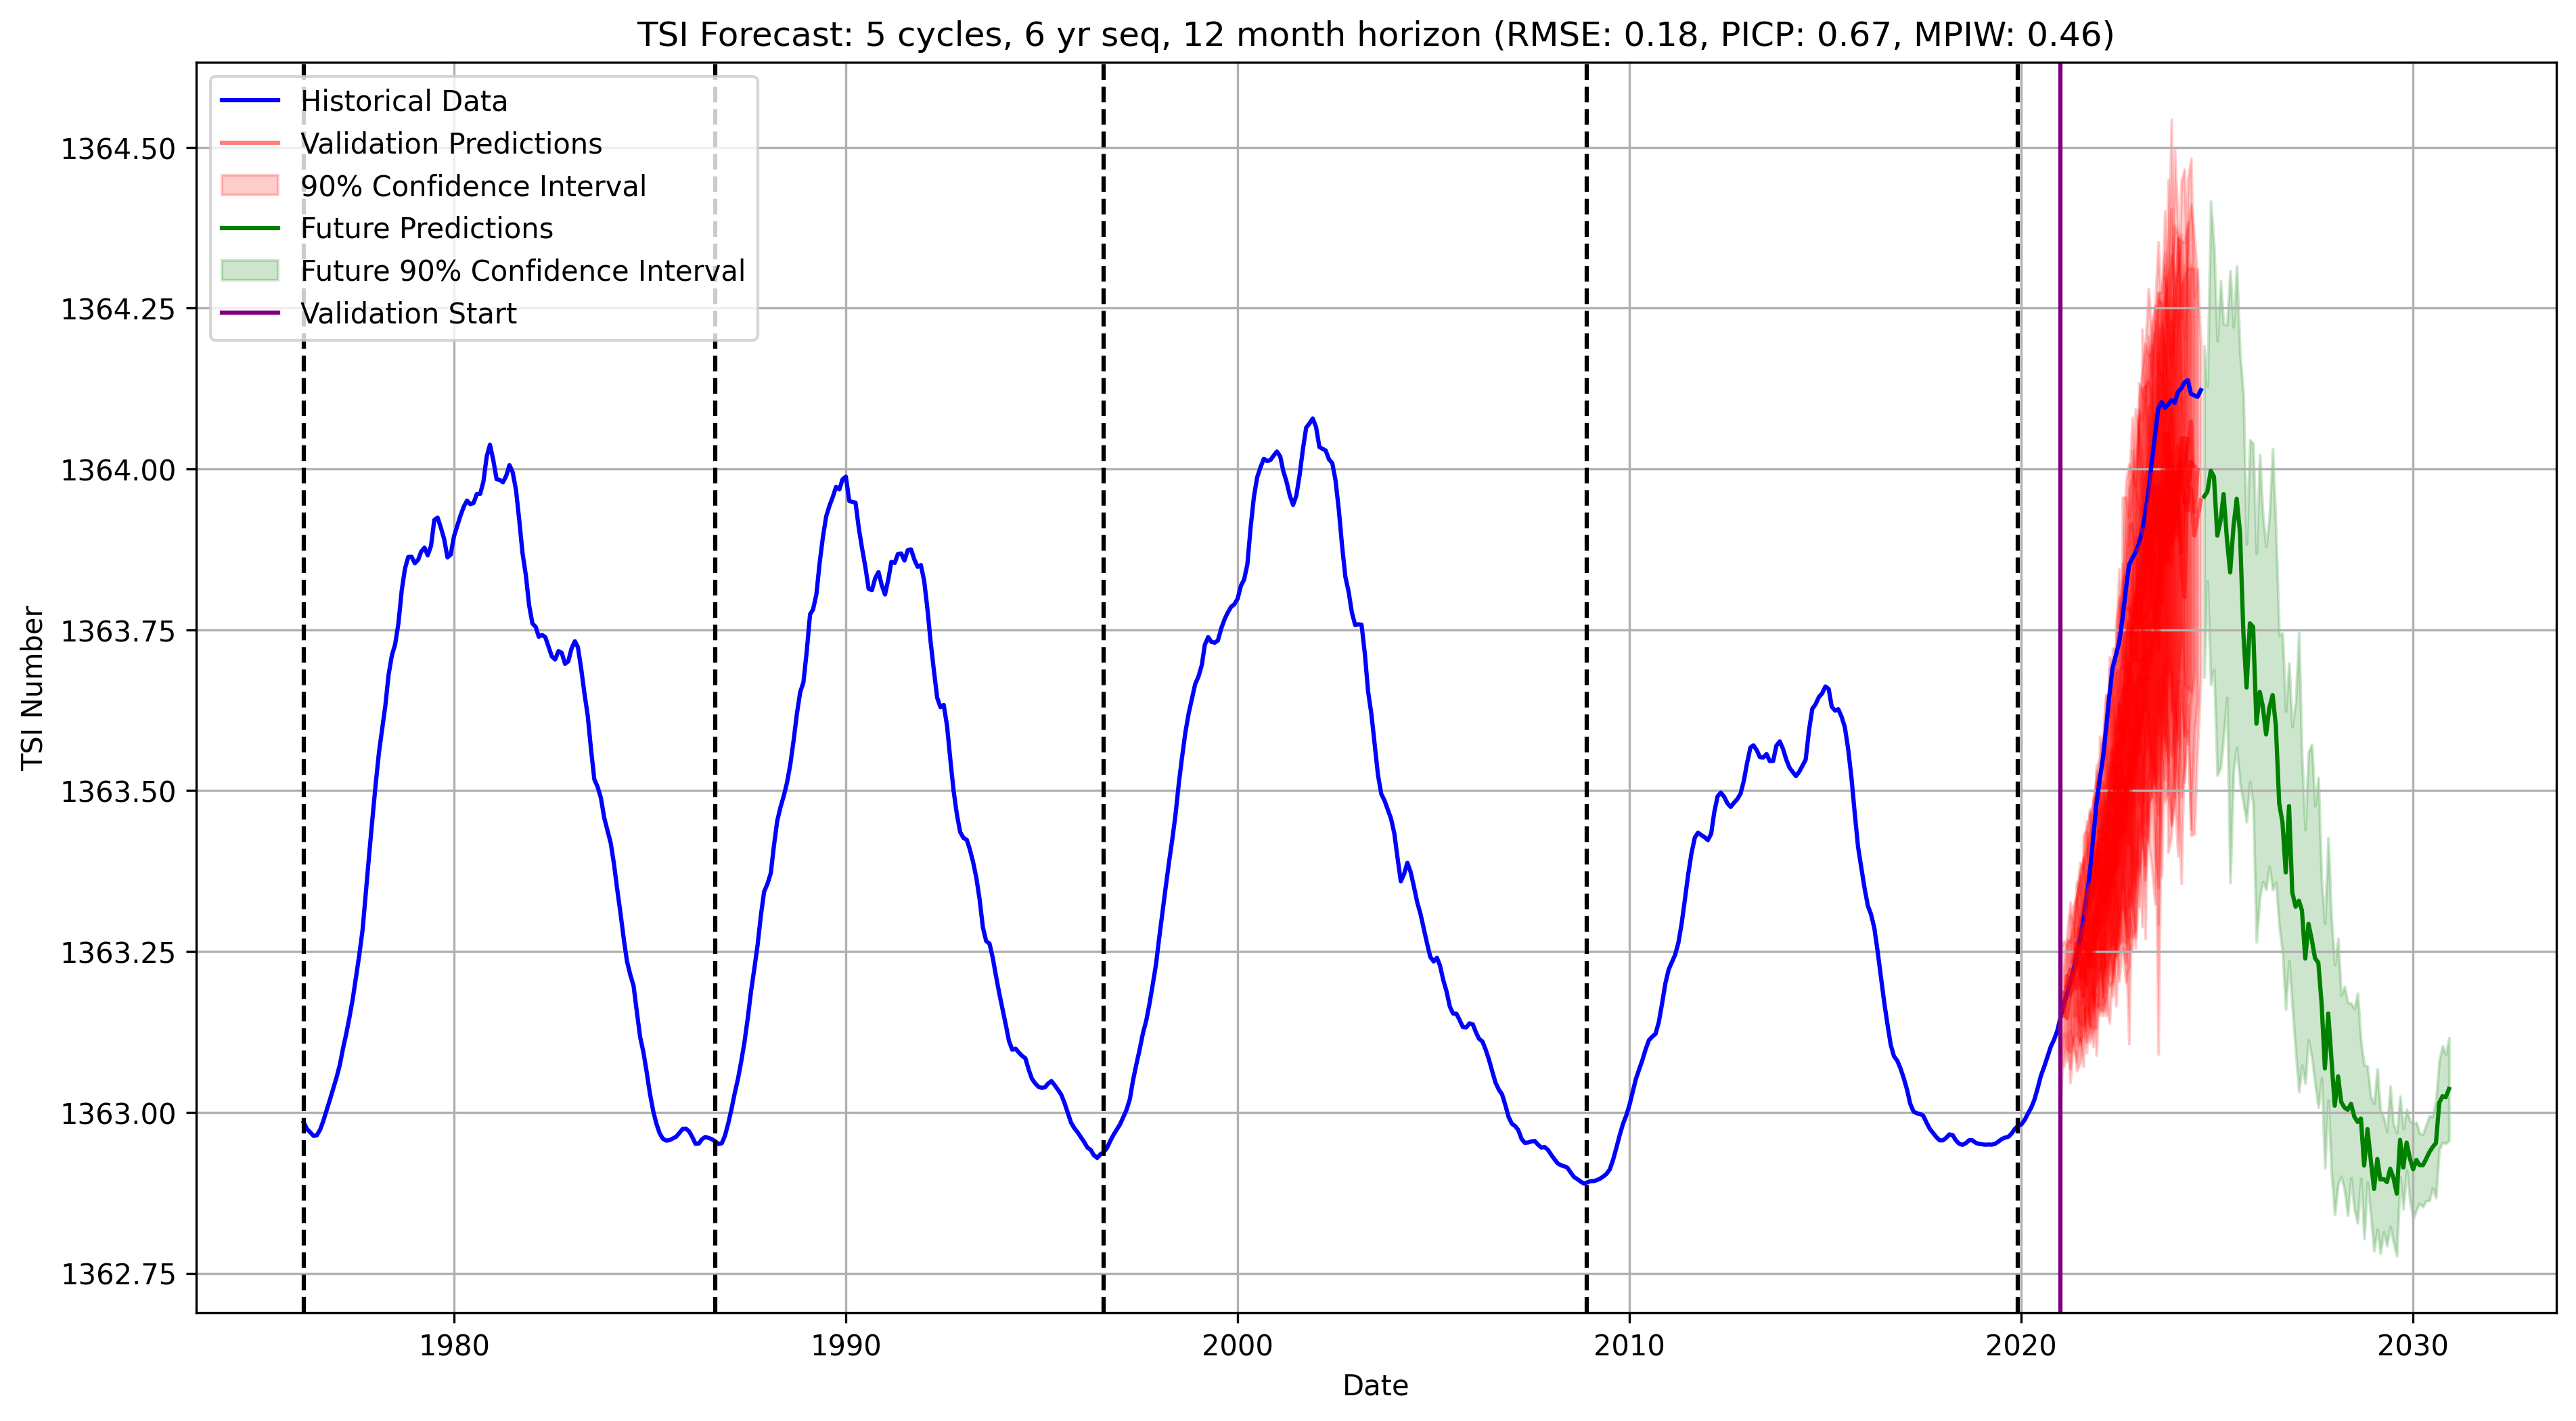 TSI Forecast: 5 cycles, 6 yr seq, 12 month horizon (RMSE: 0.18, PICP: 0.67, MPIW: 0.46)
Historical Data
Validation Predictions
90% Confidence Interval
Future Predictions
Future 90% Confidence Interval
Validation Start
TSI Number
1364.50
1364.25
1364.00
1363.75
1363.50
1363.25
1363.00
1362.75
1980
1990
2000
2010
2020
2030
Date